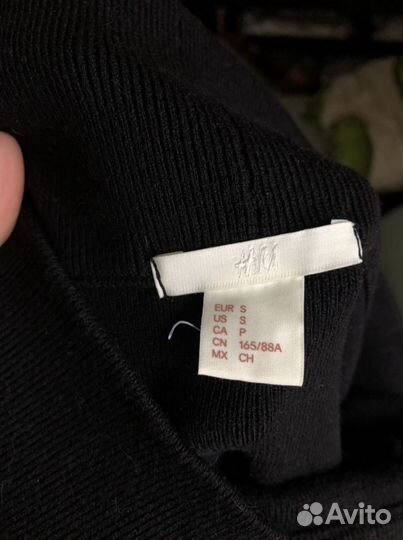 H&M
EUR S
US S
CA P
CN 165/88A
MX CH
Avito